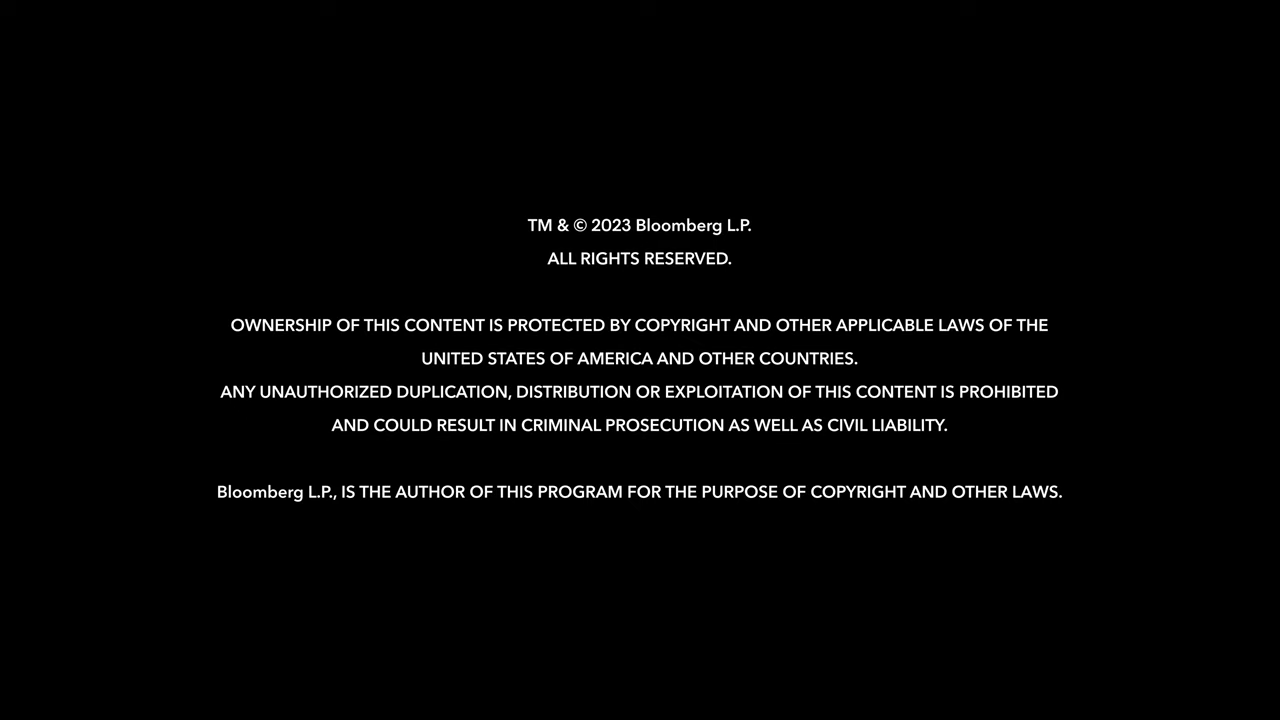 TM & © 2023 Bloomberg L.P.
ALL RIGHTS RESERVED.
OWNERSHIP OF THIS CONTENT IS PROTECTED BY COPYRIGHT AND OTHER APPLICABLE LAWS OF THE
UNITED STATES OF AMERICA AND OTHER COUNTRIES.
ANY UNAUTHORIZED DUPLICATION, DISTRIBUTION OR EXPLOITATION OF THIS CONTENT IS PROHIBITED
AND COULD RESULT IN CRIMINAL PROSECUTION AS WELL AS CIVIL LIABILITY.
Bloomberg L.P., IS THE AUTHOR OF THIS PROGRAM FOR THE PURPOSE OF COPYRIGHT AND OTHER LAWS.